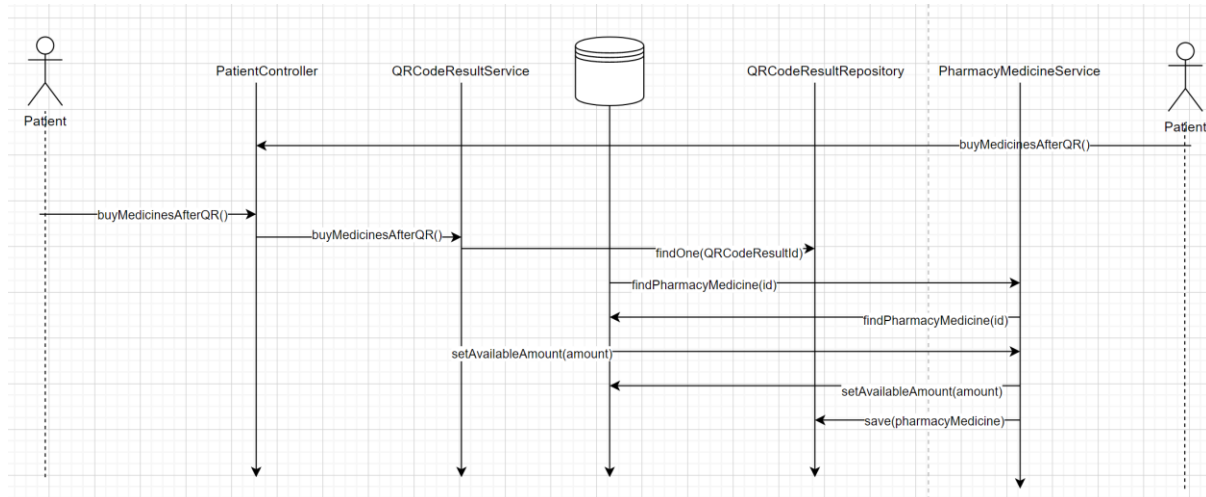 PatientController
QRCodeResultService
QRCodeResultRepository
PharmacyMedicineService
Patient
Patient
buyMedicinesAfterQR()
buyMedicinesAfterQR()
buyMedicinesAfterQR()
findOne(QRCodeResultId)
findPharmacyMedicine(id)
findPharmacyMedicine(id)
setAvailableAmount(amount)
setAvailableAmount(amount)
save(pharmacyMedicine)